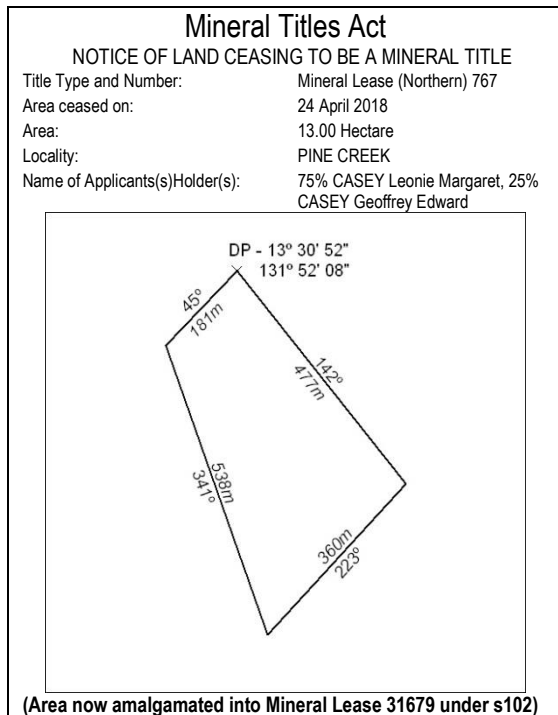 Mineral Titles Act
NOTICE OF LAND CEASING TO BE A MINERAL TITLE
Title Type and Number: Mineral Lease (Northern) 767
Area ceased on: 24 April 2018
Area: 13.00 Hectare
Locality: PINE CREEK
Name of Applicants(s)Holder(s): 75% CASEY Leonie Margaret, 25%
CASEY Geoffrey Edward
DP - 13º 30' 52"
131º 52' 08"
45º
181m
142º
477m
538m
341º
360m
223º
(Area now amalgamated into Mineral Lease 31679 under s102)